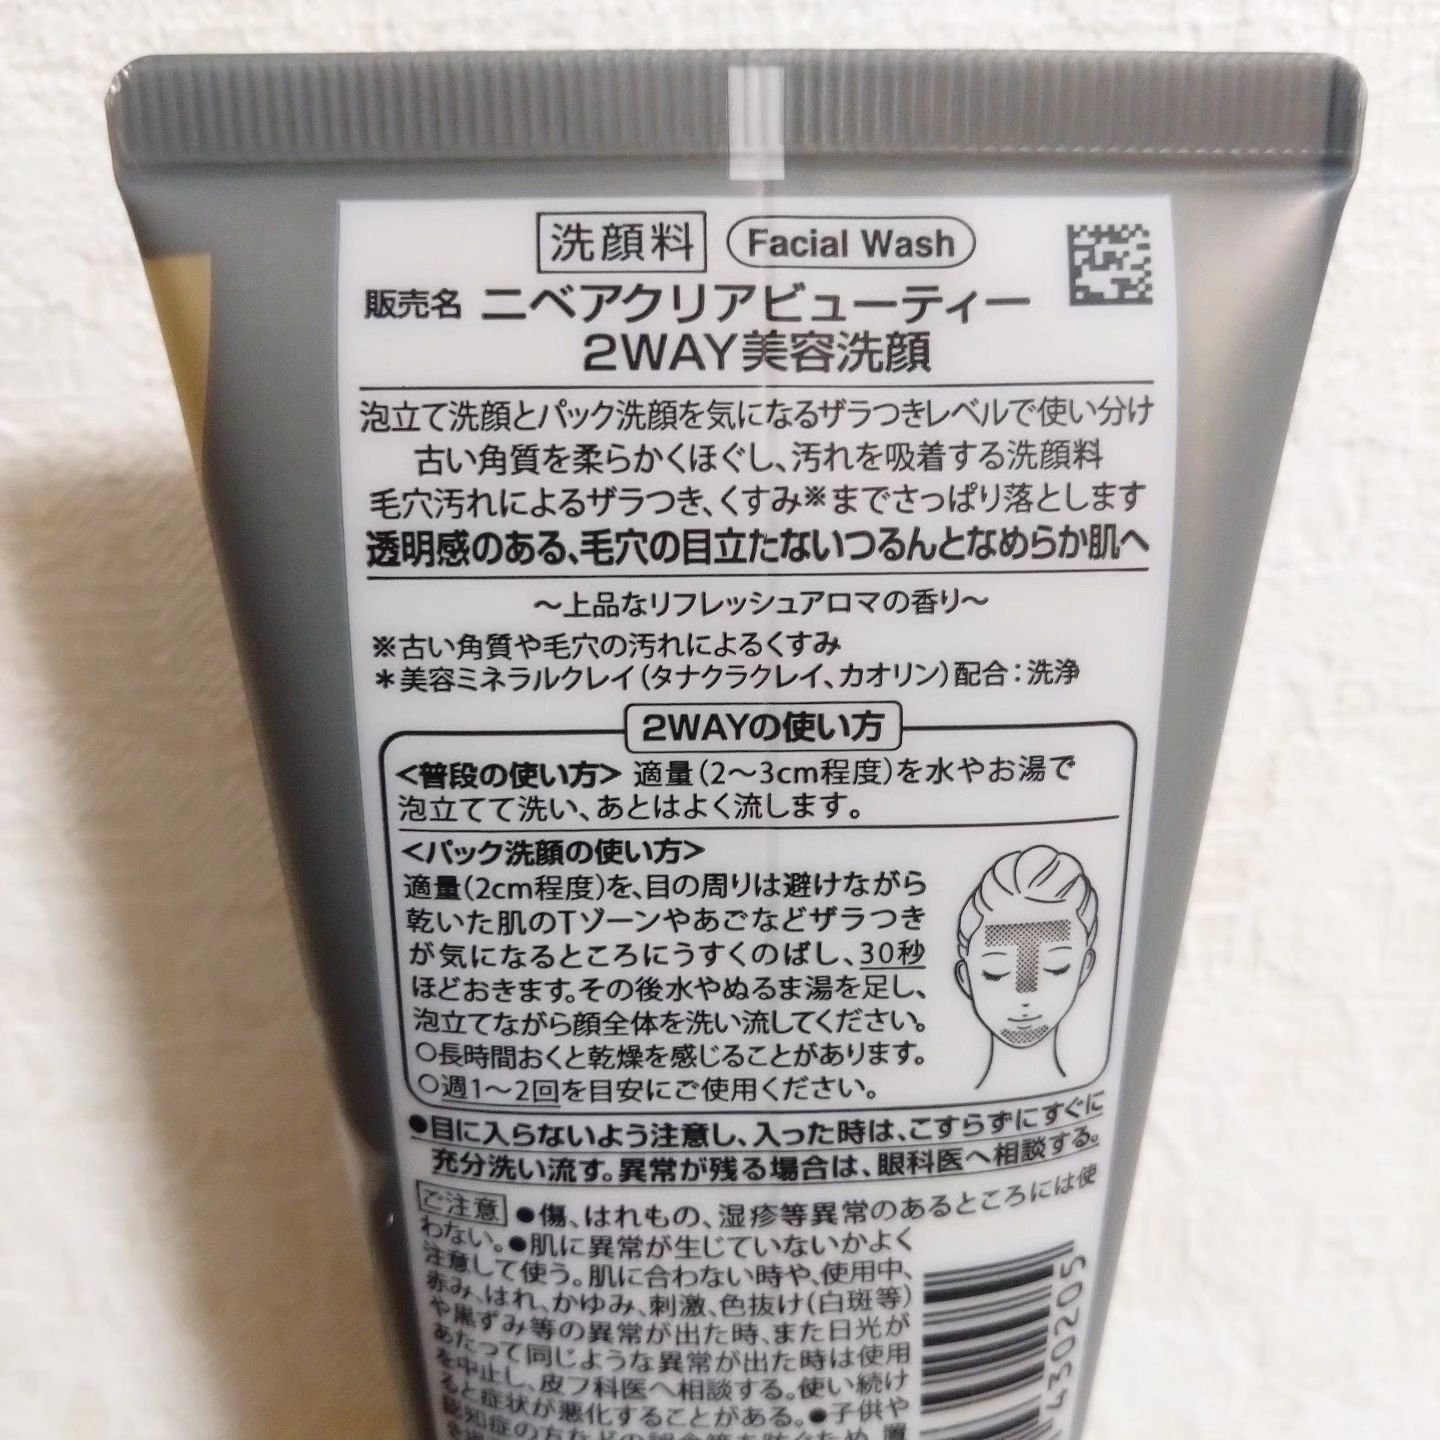 洗顔料 Facial Wash
販売名 ニベアクリアビューティー
2WAY美容洗顔
泡立て洗顔とパック洗顔を気になるザラつきレベルで使い分け
古い角質を柔らかくほぐし、汚れを吸着する洗顔料
毛穴汚れによるザラつき、くすみ※までさっぱり落とします
透明感のある、毛穴の目立たないつるんとなめらか肌へ
～上品なリフレッシュアロマの香り～
※古い角質や毛穴の汚れによるくすみ
＊美容ミネラルクレイ（タナクラクレイ、カオリン）配合：洗浄
2WAYの使い方
<普段の使い方> 適量（2～3cm程度）を水やお湯で
泡立てて洗い、あとはよく流します。
<パック洗顔の使い方>
適量（2cm程度）を、目の周りは避けながら
乾いた肌のTゾーンやあごなどザラつき
が気になるところにうすくのばし、30秒
ほどおきます。その後水やぬるま湯を足し、
泡立てながら顔全体を洗い流してください。
○長時間おくと乾燥を感じることがあります。
○週1～2回を目安にご使用ください。
●目に入らないよう注意し、入った時は、こすらずにすぐに
充分洗い流す。異常が残る場合は、眼科医へ相談する。
ご注意 ●傷、はれもの、湿疹等異常のあるところには使
わない。●肌に異常が生じていないかよく
注意して使う。肌に合わない時や、使用中、
赤み、はれ、かゆみ、刺激、色抜け（白斑等）
や黒ずみ等の異常が出た時、また日光が
あたって同じような異常が出た時は使用
を中止し、皮フ科医へ相談する。使い続け
ると症状が悪化することがある。●子供や
認知症の方などの誤食等を防ぐため、置
430205